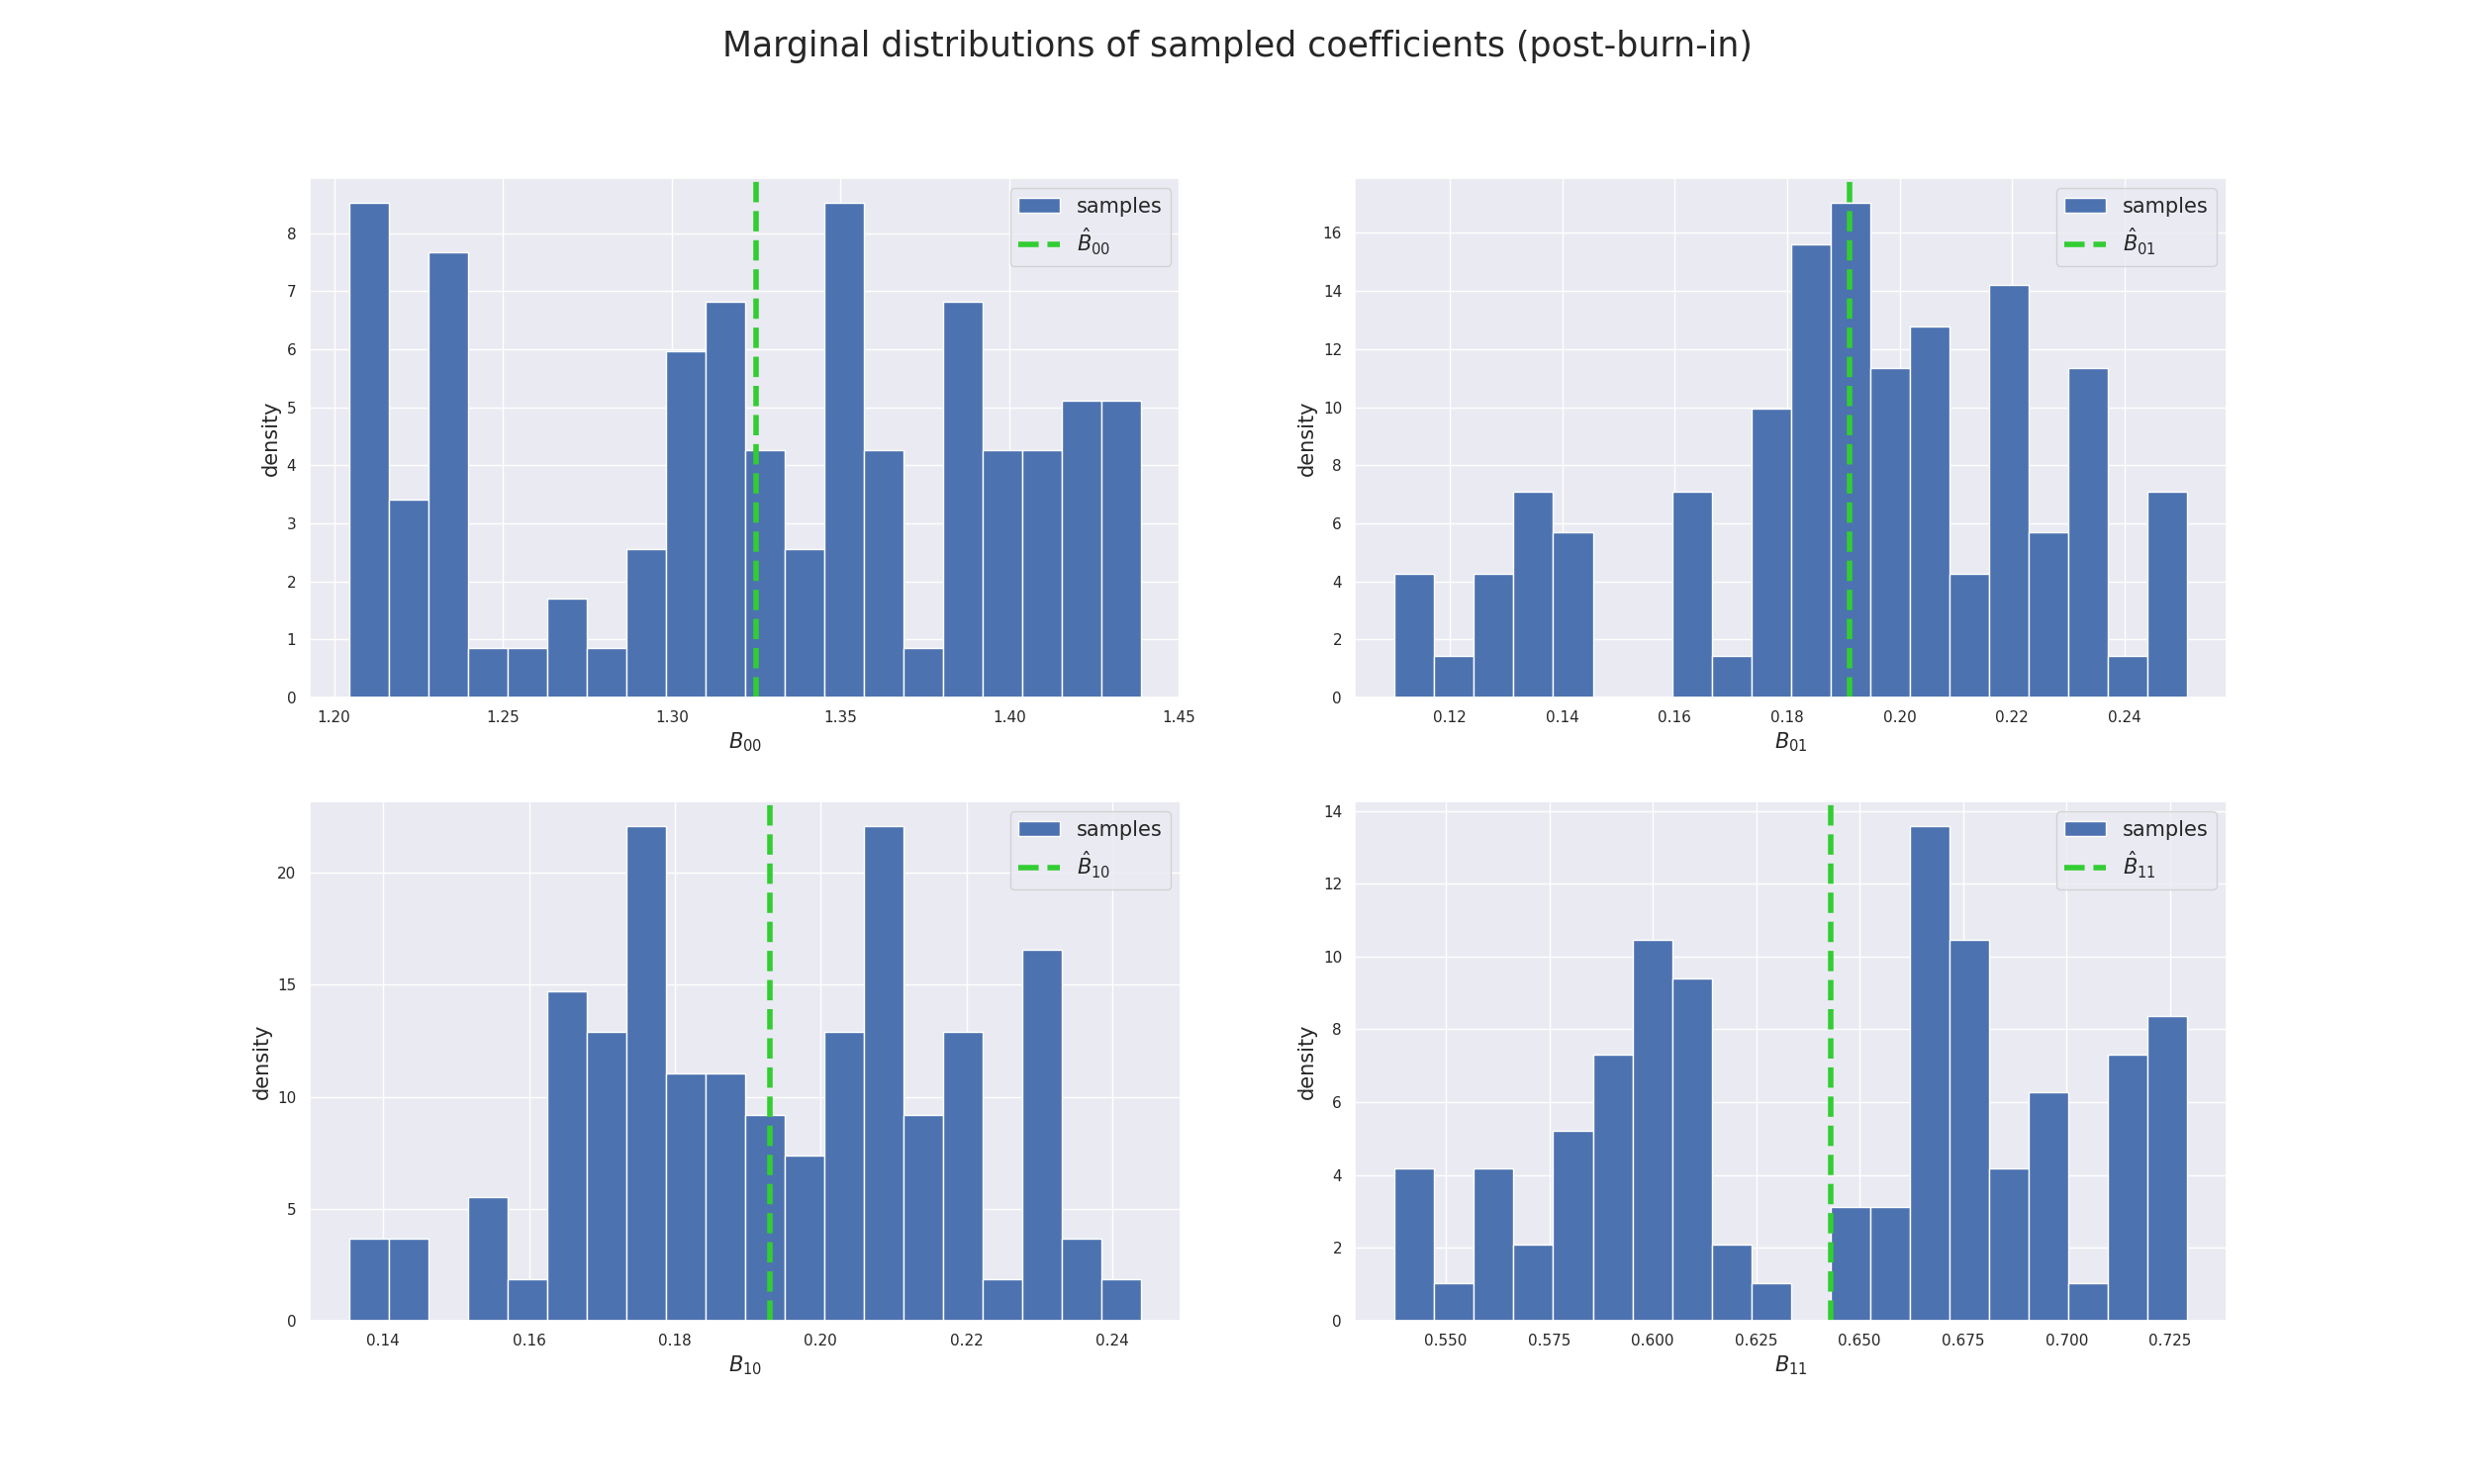 Marginal distributions of sampled coefficients (post-burn-in)
density
8
7
6
5
4
3
2
1
0
1.20 1.25 1.30 1.35 1.40 1.45
B₀₀
samples
B̂₀₀
density
16
14
12
10
8
6
4
2
0
0.12 0.14 0.16 0.18 0.20 0.22 0.24
B₀₁
samples
B̂₀₁
density
20
15
10
5
0
0.14 0.16 0.18 0.20 0.22 0.24
B₁₀
samples
B̂₁₀
density
14
12
10
8
6
4
2
0
0.550 0.575 0.600 0.625 0.650 0.675 0.700 0.725
B₁₁
samples
B̂₁₁